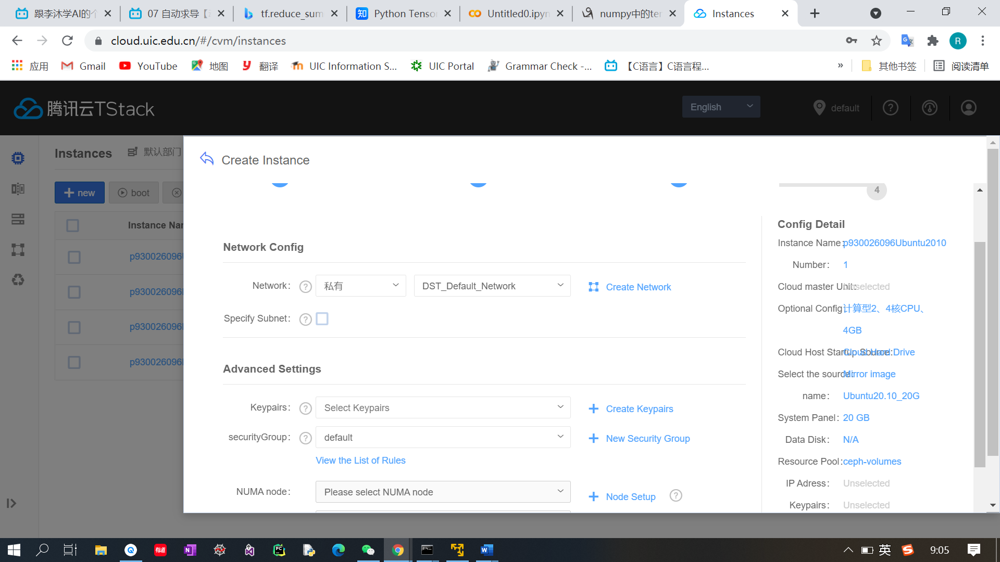 跟李沐学AI的个
07 自动求导【
tf.reduce_sum
Python Tenso
Untitled0.ipyn
numpy中的ter
Instances
cloud.uic.edu.cn/#/cvm/instances
R
应用
Gmail
YouTube
地图
翻译
UIC Information S...
UIC Portal
Grammar Check -...
【C语言】C语言程...
»
其他书签
阅读清单
腾讯云TStack
English
default
Instances
默认部门
Create Instance
new
boot
4
Instance Nar
p930026096U
p930026096
p930026096
p930026096
Network Config
Network:
私有
DST_Default_Network
Create Network
Specify Subnet:
Advanced Settings
Keypairs:
Select Keypairs
Create Keypairs
securityGroup:
default
New Security Group
View the List of Rules
NUMA node:
Please select NUMA node
Node Setup
Config Detail
Instance Name: p930026096Ubuntu2010
Number: 1
Cloud master Unit: Unselected
Optional Config: 计算型2、4核CPU、
4GB
Cloud Host Startup Source: Cloud Hard Drive
Select the source: Mirror image
name: Ubuntu20.10_20G
System Panel: 20 GB
Data Disk: N/A
Resource Pool: ceph-volumes
IP Adress: Unselected
Keypairs: Unselected
英
9:05